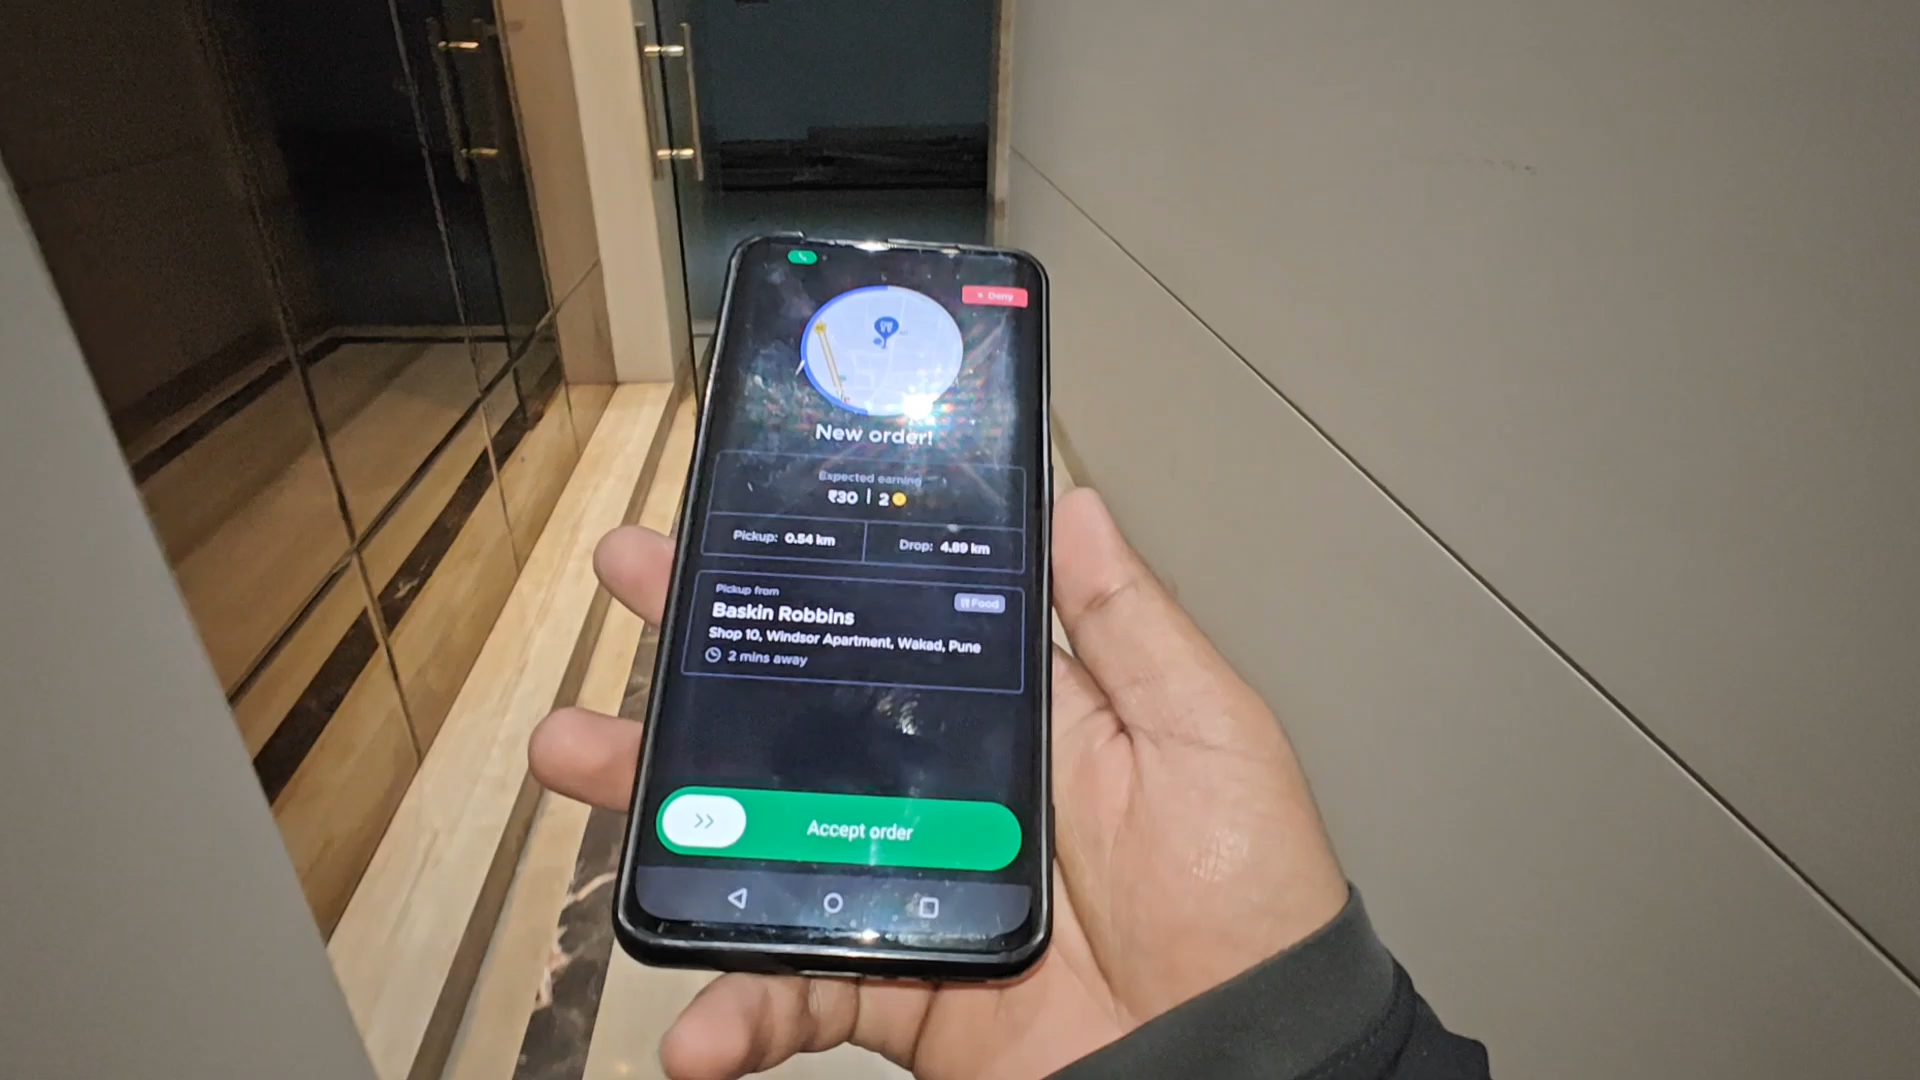 Deny
New order!
Expected earning
₹30 | 2
Pickup: 0.54 km
Drop: 4.89 km
Pickup from
Food
Baskin Robbins
Shop 10, Windsor Apartment, Wakad, Pune
2 mins away
>> Accept order